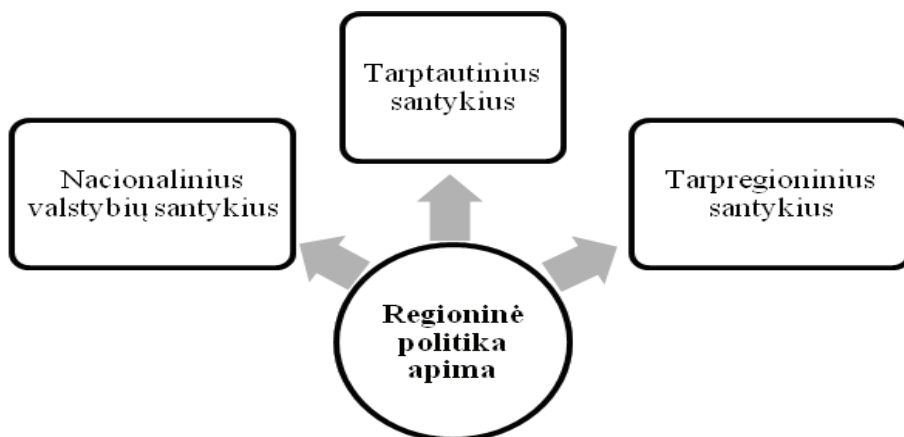 Tarptautinius
santykius
Nacionalinius
valstybių santykius
Tarpregioninius
santykius
Regioninė
politika
apima